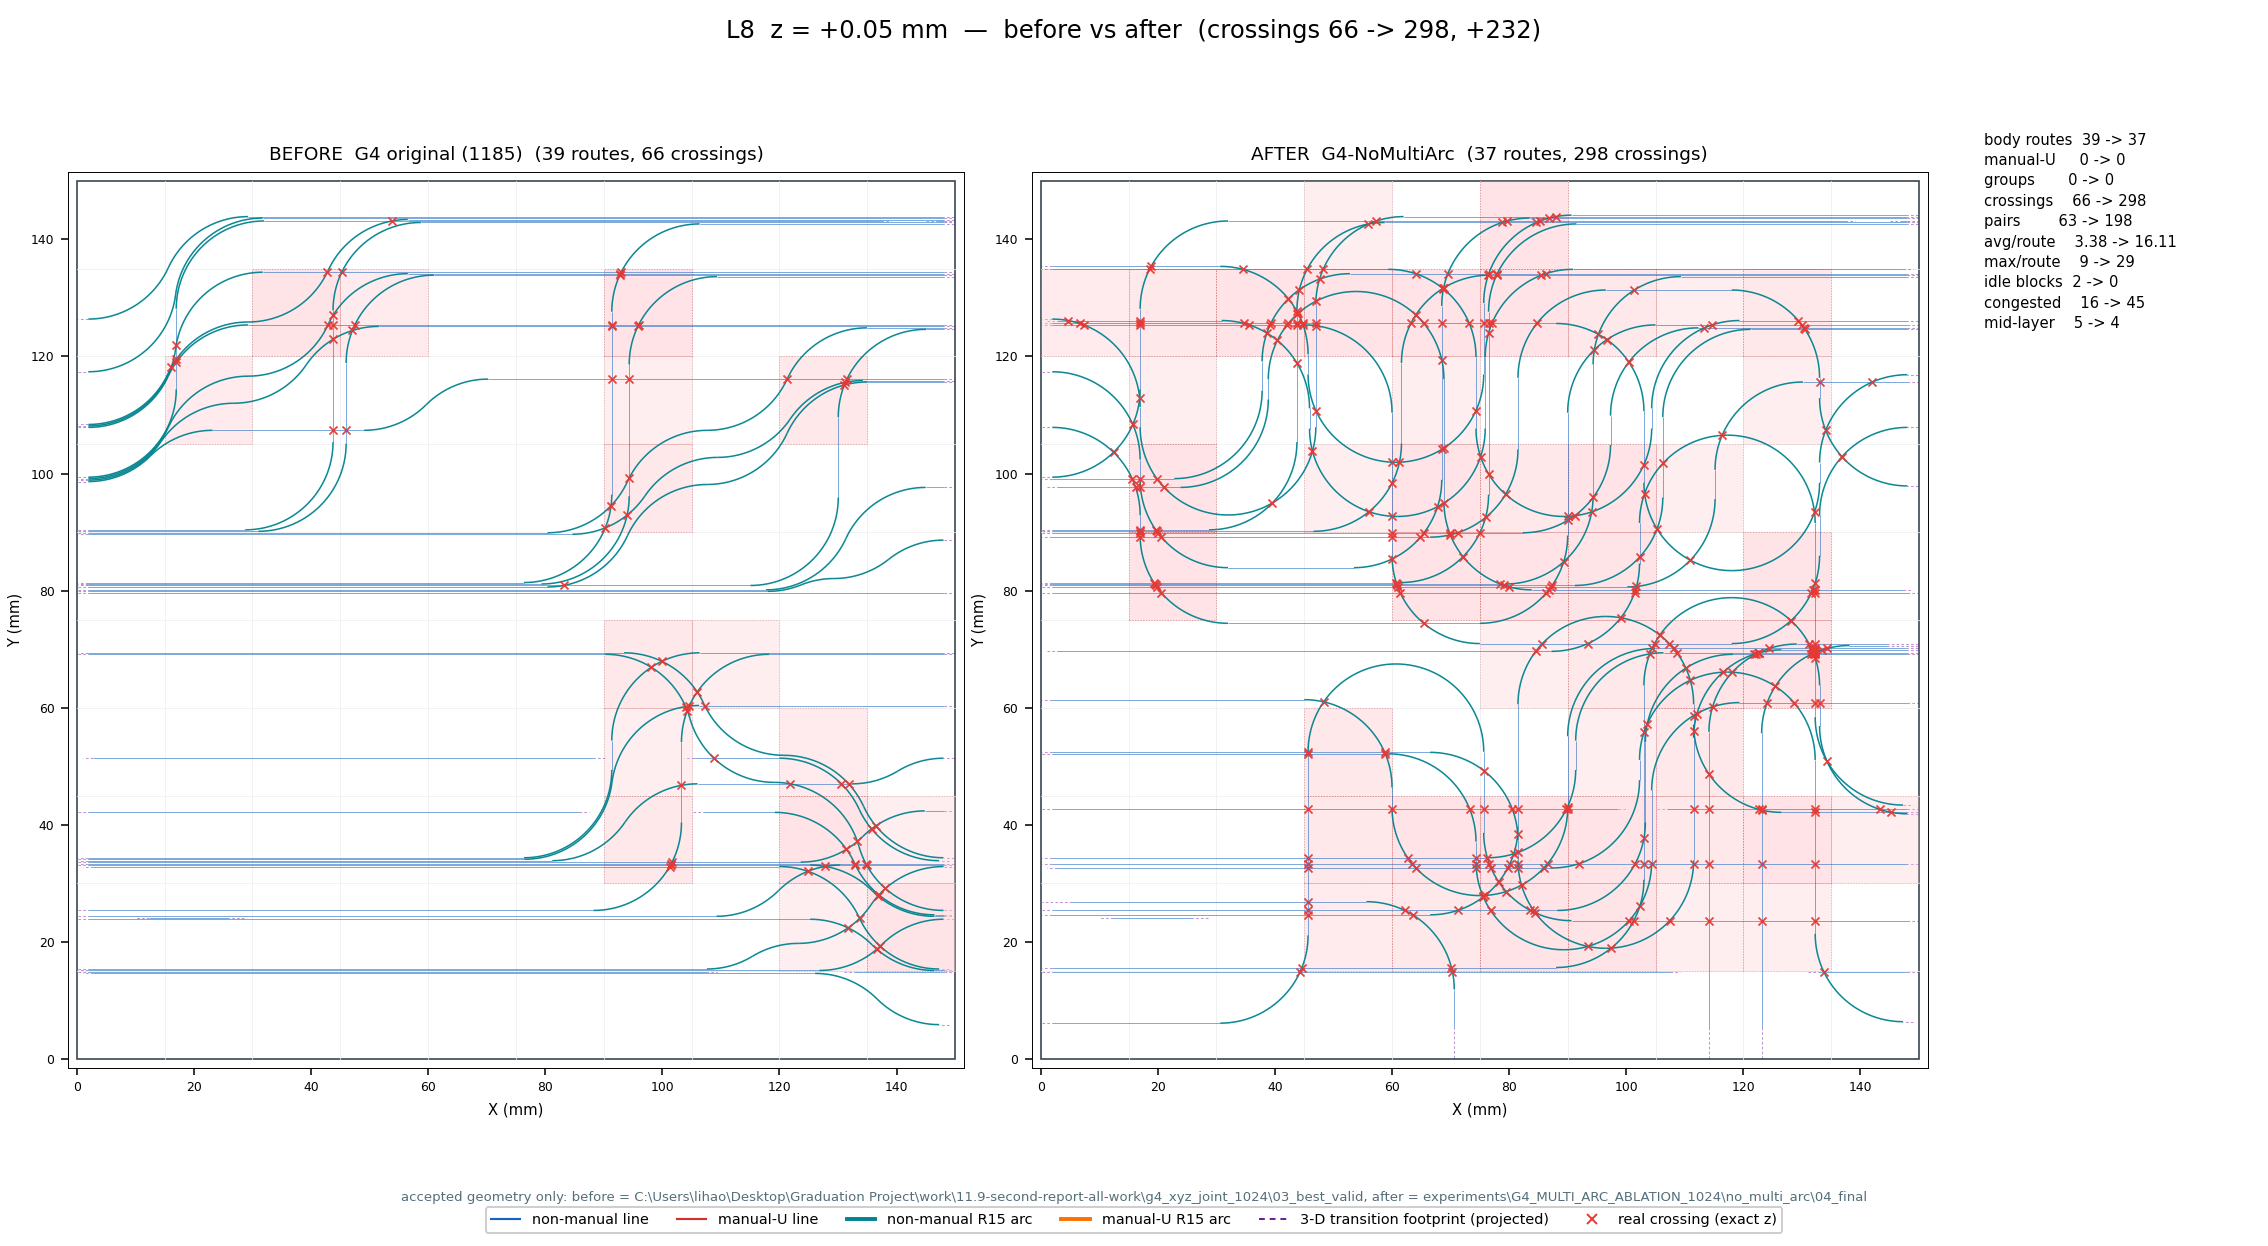 L8  z = +0.05 mm  —  before vs after  (crossings 66 -> 298, +232)
BEFORE  G4 original (1185)  (39 routes, 66 crossings)
140
120
100
80
60
40
20
0
Y (mm)
0 20 40 60 80 100 120 140
X (mm)
AFTER  G4-NoMultiArc  (37 routes, 298 crossings)
140
120
100
80
60
40
20
0
Y (mm)
0 20 40 60 80 100 120 140
X (mm)
body routes  39 -> 37
manual-U     0 -> 0
groups       0 -> 0
crossings    66 -> 298
pairs        63 -> 198
avg/route    3.38 -> 16.11
max/route    9 -> 29
idle blocks  2 -> 0
congested    16 -> 45
mid-layer    5 -> 4
accepted geometry only: before = C:\Users\lihao\Desktop\Graduation Project\work\11.9-second-report-all-work\g4_xyz_joint_1024\03_best_valid, after = experiments\G4_MULTI_ARC_ABLATION_1024\no_multi_arc\04_final
non-manual line  manual-U line  non-manual R15 arc  manual-U R15 arc  3-D transition footprint (projected)  real crossing (exact z)